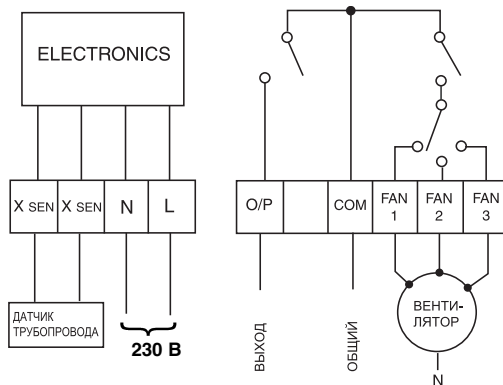 ELECTRONICS
X SEN X SEN N L
O/P COM FAN 1 FAN 2 FAN 3
ДАТЧИК
ТРУБОПРОВОДА
230 В
ВЫХОД
ОБЩИЙ
ВЕНТИ-
ЛЯТОР
N